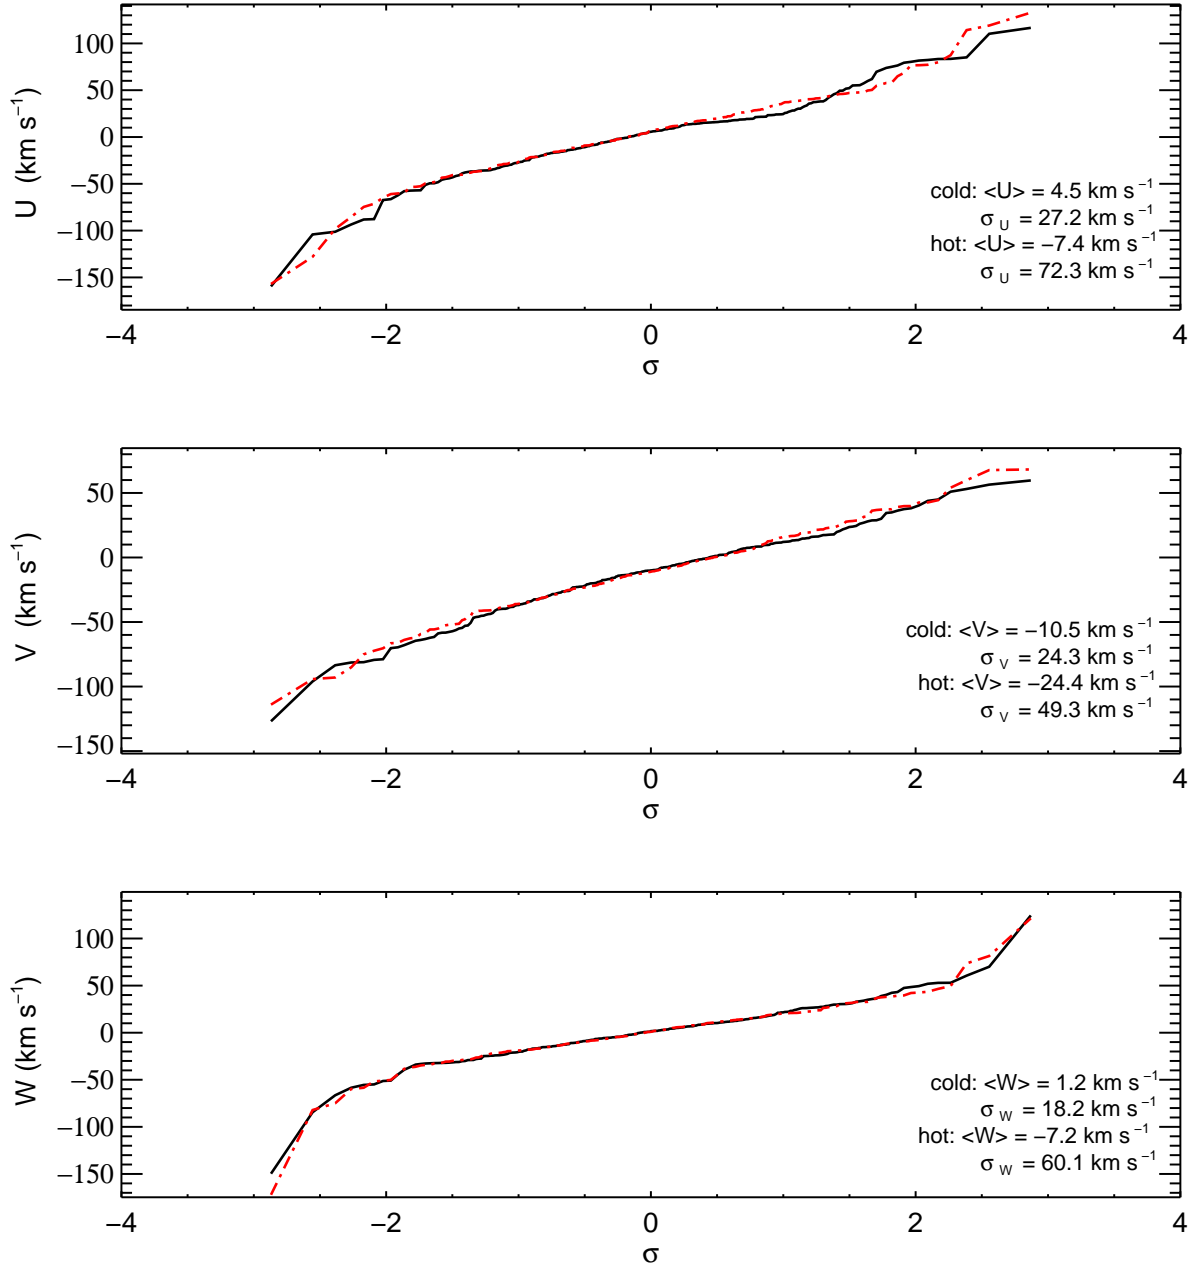 U (km s⁻¹)
100
50
0
−50
−100
−150
cold: <U> = 4.5 km s⁻¹
σ U = 27.2 km s⁻¹
hot: <U> = −7.4 km s⁻¹
σ U = 72.3 km s⁻¹
−4 −2 0 2 4
σ
V (km s⁻¹)
50
0
−50
−100
−150
cold: <V> = −10.5 km s⁻¹
σ V = 24.3 km s⁻¹
hot: <V> = −24.4 km s⁻¹
σ V = 49.3 km s⁻¹
−4 −2 0 2 4
σ
W (km s⁻¹)
100
50
0
−50
−100
−150
cold: <W> = 1.2 km s⁻¹
σ W = 18.2 km s⁻¹
hot: <W> = −7.2 km s⁻¹
σ W = 60.1 km s⁻¹
−4 −2 0 2 4
σ